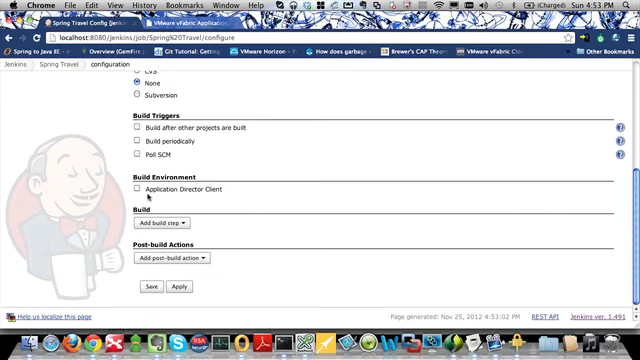 Chrome File Edit View History Bookmarks Window Help
(Charged) Sun 4:53 PM
Spring Travel Config [Jenkins
VMware vFabric Application
localhost:8080/jenkins/job/Spring%20Travel/configure
Spring to Java EE
Overview (GemFire
Git Tutorial: Getting
VMware Horizon
How does garbage
Brewer's CAP Theore
VMware vFabric Clo
Other Bookmarks
Jenkins Spring Travel configuration
CVS
None
Subversion
Build Triggers
Build after other projects are built
Build periodically
Poll SCM
Build Environment
Application Director Client
Build
Add build step
Post-build Actions
Add post-build action
Save Apply
Help us localize this page
Page generated: Nov 25, 2012 4:53:02 PM REST API Jenkins ver. 1.491